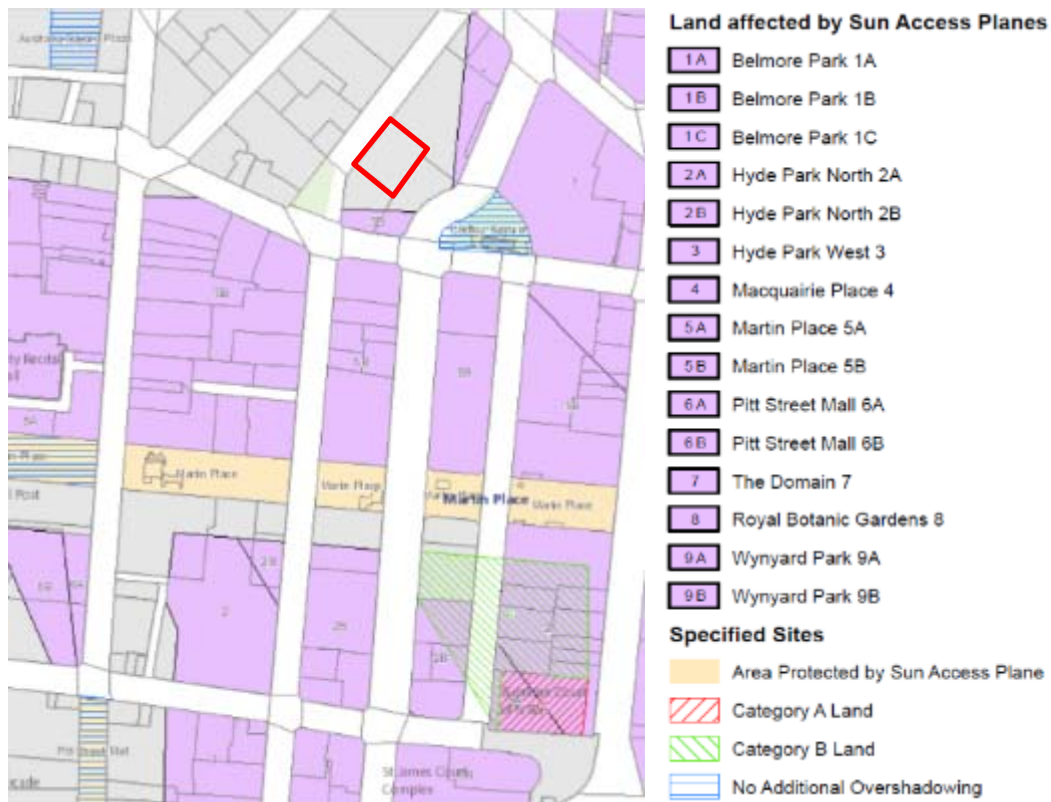 Land affected by Sun Access Planes
1A Belmore Park 1A
1B Belmore Park 1B
1C Belmore Park 1C
2A Hyde Park North 2A
2B Hyde Park North 2B
3 Hyde Park West 3
4 Macquairie Place 4
5A Martin Place 5A
5B Martin Place 5B
6A Pitt Street Mall 6A
6B Pitt Street Mall 6B
7 The Domain 7
8 Royal Botanic Gardens 8
9A Wynyard Park 9A
9B Wynyard Park 9B
Specified Sites
Area Protected by Sun Access Plane
Category A Land
Category B Land
No Additional Overshadowing
Martin Place
Martin Place
Martin Place
Martin Place
Post
2
2B
St James Courts
Complex